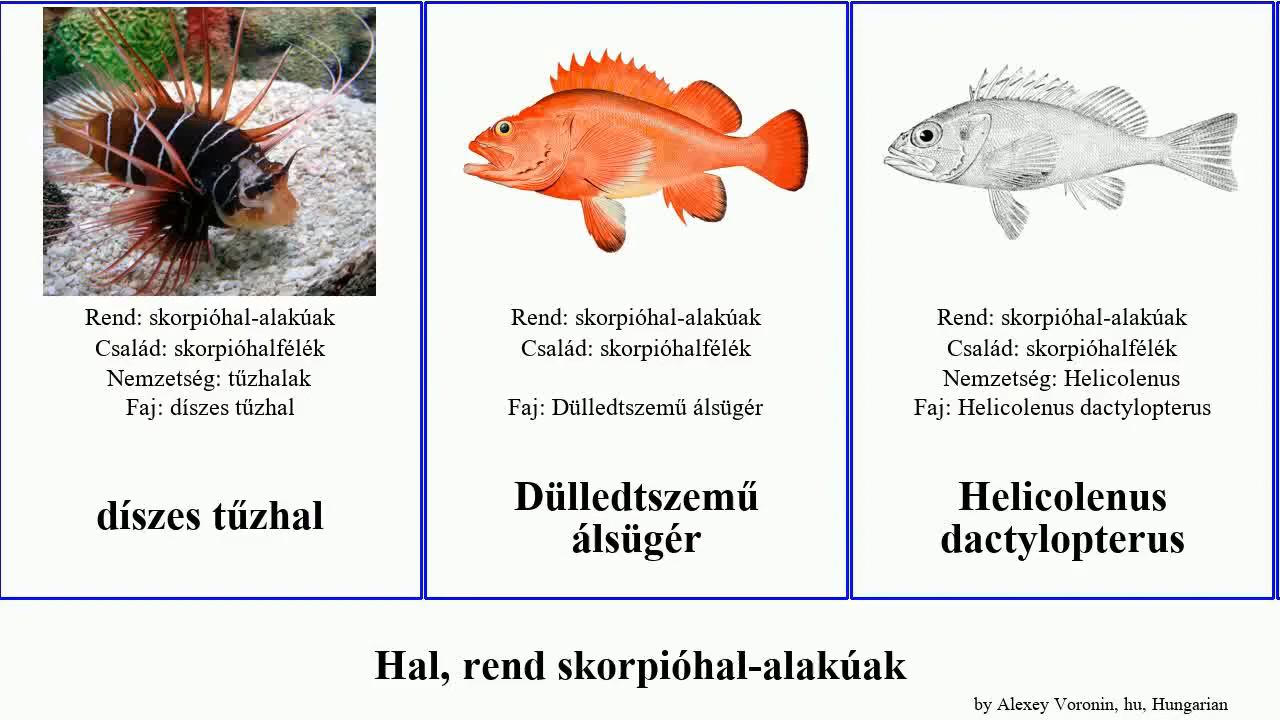 Rend: skorpióhal-alakúak
Család: skorpióhalfélék
Nemzetség: tűzhalak
Faj: díszes tűzhal
díszes tűzhal
Rend: skorpióhal-alakúak
Család: skorpióhalfélék
Faj: Dülledtszemű álsügér
Dülledtszemű
álsügér
Rend: skorpióhal-alakúak
Család: skorpióhalfélék
Nemzetség: Helicolenus
Faj: Helicolenus dactylopterus
Helicolenus
dactylopterus
Hal, rend skorpióhal-alakúak
by Alexey Voronin, hu, Hungarian